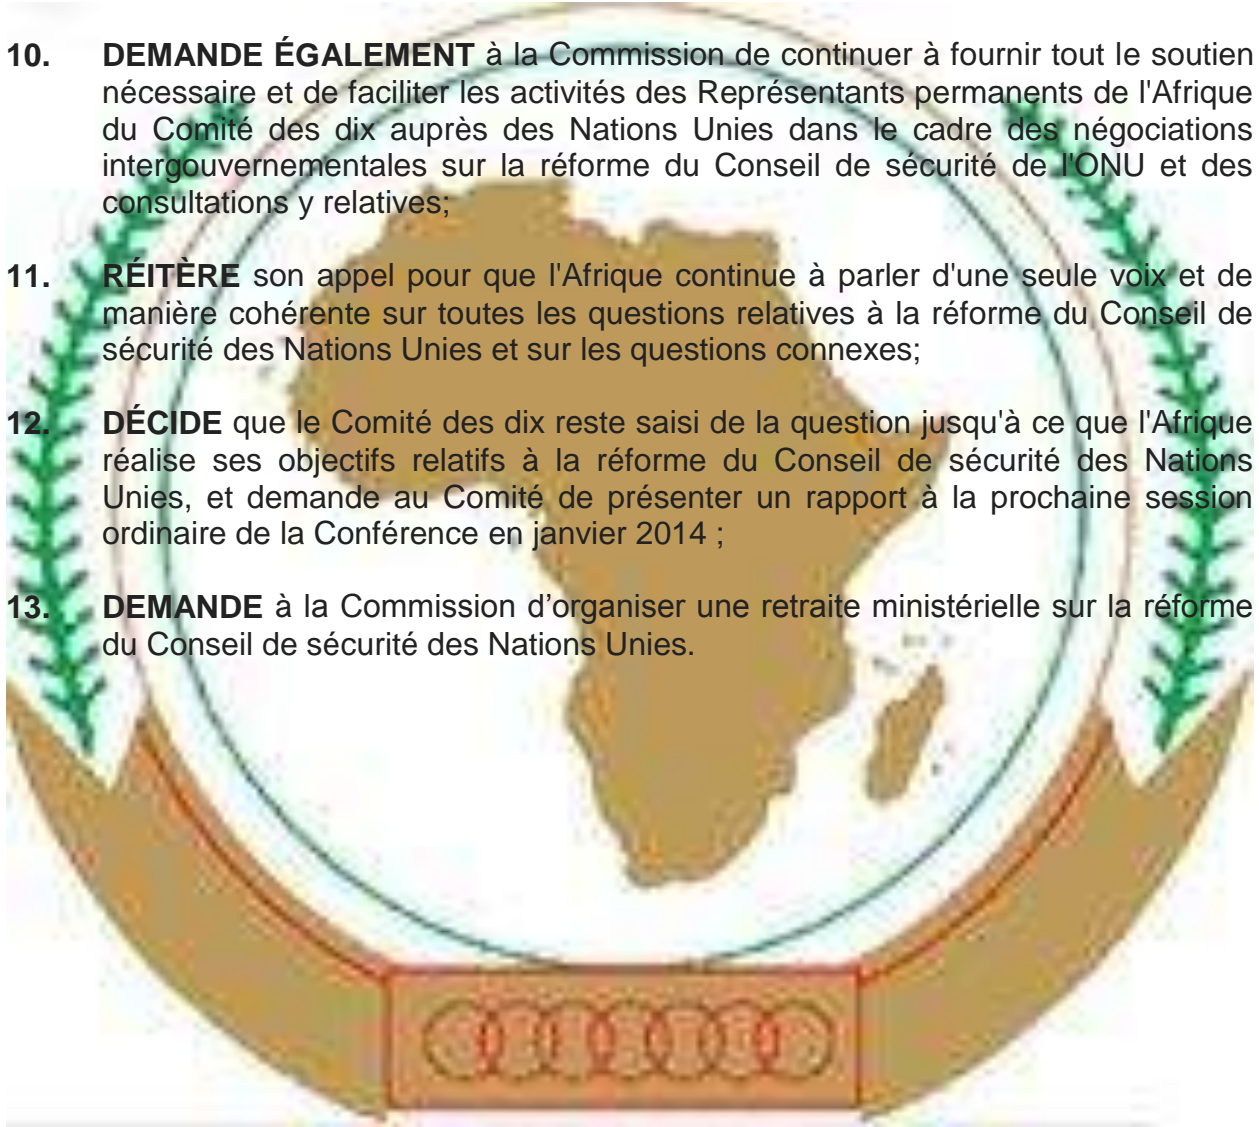 10. DEMANDE ÉGALEMENT à la Commission de continuer à fournir tout le soutien
nécessaire et de faciliter les activités des Représentants permanents de l'Afrique
du Comité des dix auprès des Nations Unies dans le cadre des négociations
intergouvernementales sur la réforme du Conseil de sécurité de l'ONU et des
consultations y relatives;
11. RÉITÈRE son appel pour que l'Afrique continue à parler d'une seule voix et de
manière cohérente sur toutes les questions relatives à la réforme du Conseil de
sécurité des Nations Unies et sur les questions connexes;
12. DÉCIDE que le Comité des dix reste saisi de la question jusqu'à ce que l'Afrique
réalise ses objectifs relatifs à la réforme du Conseil de sécurité des Nations
Unies, et demande au Comité de présenter un rapport à la prochaine session
ordinaire de la Conférence en janvier 2014 ;
13. DEMANDE à la Commission d’organiser une retraite ministérielle sur la réforme
du Conseil de sécurité des Nations Unies.